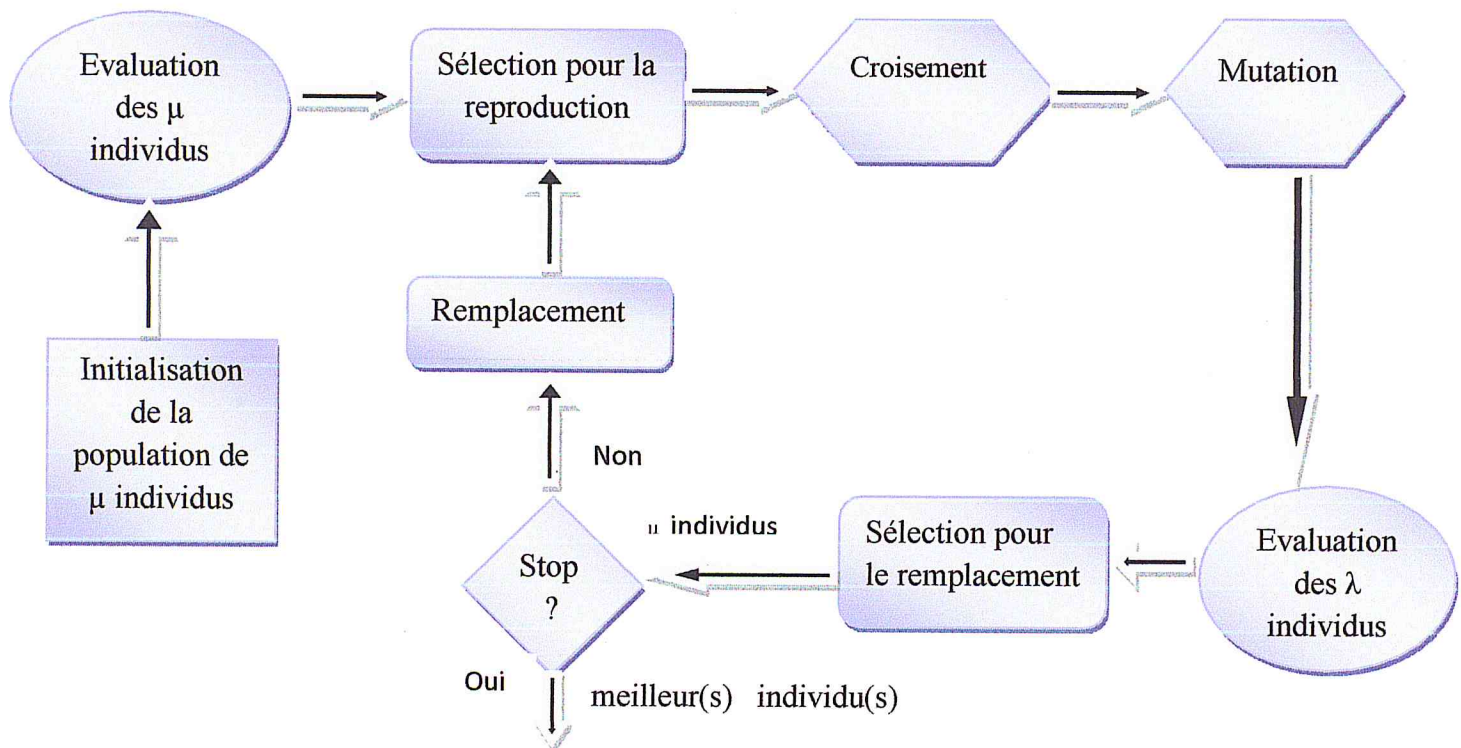 Evaluation
des μ
individus
Sélection pour la
reproduction
Croisement
Mutation
Remplacement
Initialisation
de la
population de
μ individus
Non
μ individus
Sélection pour
le remplacement
Evaluation
des λ
individus
Stop
?
Oui
meilleur(s) individu(s)